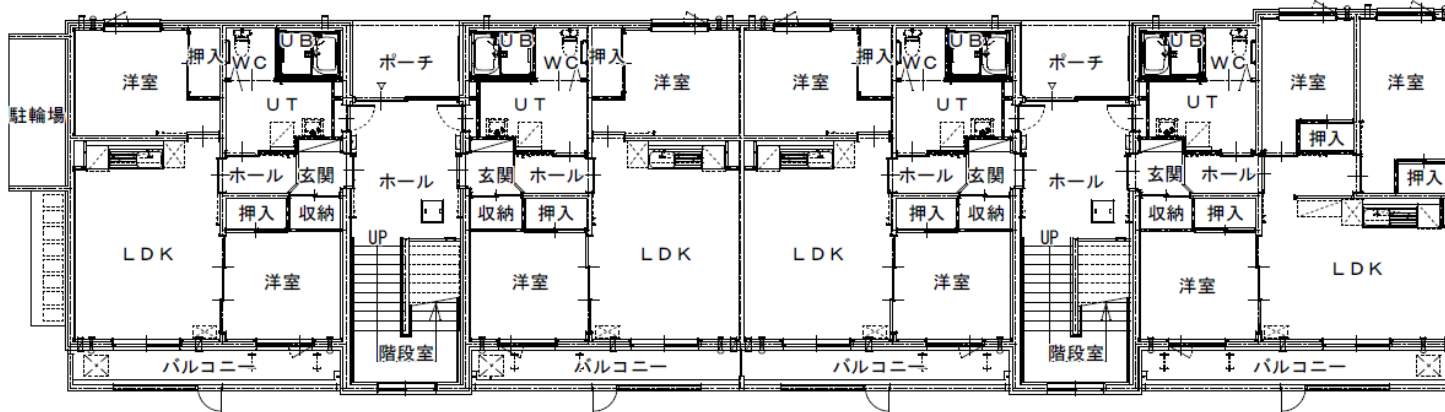 ＵＢ
ポーチ
ＵＢ
ＵＢ
ポーチ
ＵＢ
洋室
押入
ＷＣ
ＷＣ
押入
洋室
洋室
押入
ＷＣ
ＷＣ
洋室
洋室
駐輪場
ＵＴ
ＵＴ
ＵＴ
ＵＴ
押入
ホール
玄関
ホール
玄関
ホール
ホール
玄関
ホール
玄関
ホール
押入
押入
収納
収納
押入
押入
収納
収納
押入
UP
UP
ＬＤＫ
洋室
洋室
ＬＤＫ
ＬＤＫ
洋室
洋室
ＬＤＫ
階段室
階段室
バルコニー
バルコニー
バルコニー
バルコニー